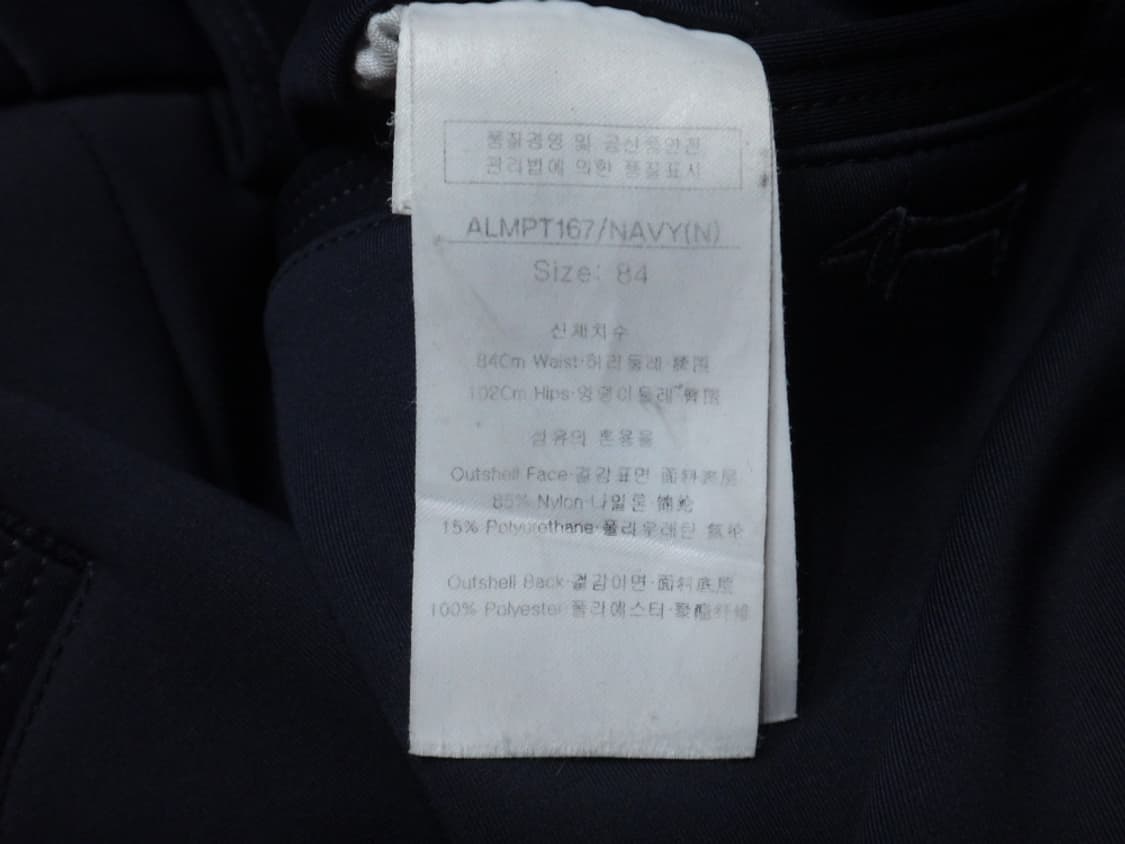 품질경영 및 공산품안전
관리법에 의한 품질표시
ALMPT167/NAVY(N)
Size: 84
신체치수
84Cm Waist·허리둘레·腰围
102Cm Hips·엉덩이둘레·臀围
섬유의 혼용율
Outshell Face·겉감표면·面料表层
85% Nylon·나일론·锦纶
15% Polyurethane·폴리우레탄·氨纶
Outshell Back·겉감이면·面料底层
100% Polyester·폴리에스터·聚酯纤维